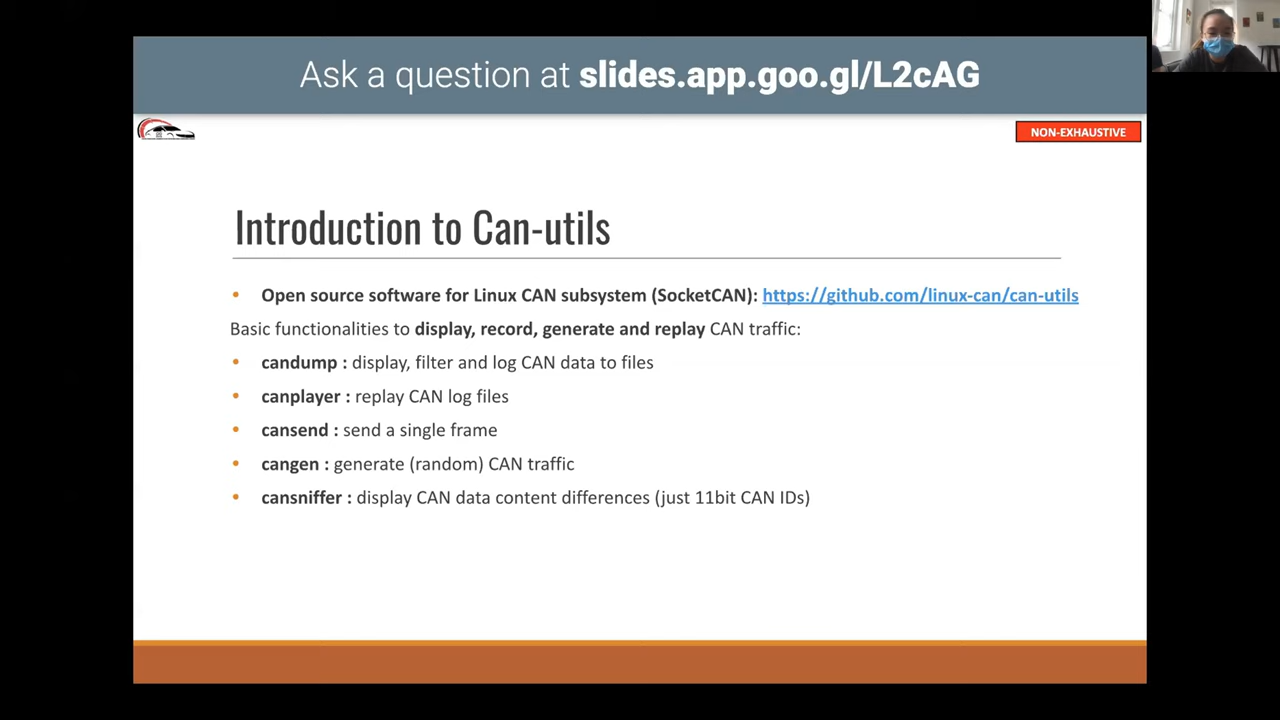 Ask a question at slides.app.goo.gl/L2cAG
NON-EXHAUSTIVE
Introduction to Can-utils
• Open source software for Linux CAN subsystem (SocketCAN): https://github.com/linux-can/can-utils
Basic functionalities to display, record, generate and replay CAN traffic:
• candump : display, filter and log CAN data to files
• canplayer : replay CAN log files
• cansend : send a single frame
• cangen : generate (random) CAN traffic
• cansniffer : display CAN data content differences (just 11bit CAN IDs)